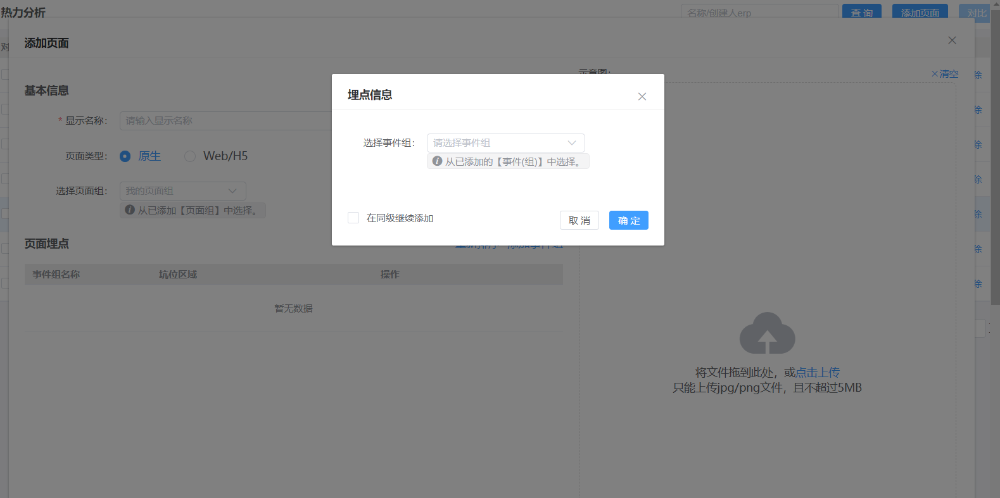 热力分析
名称/创建人erp
查 询
添加页面
对比
添加页面
对
基本信息
* 显示名称：
请输入显示名称
页面类型：
原生
Web/H5
选择页面组：
我的页面组
从已添加【页面组】中选择。
页面埋点
事件组名称 坑位区域 操作
暂无数据
埋点信息
选择事件组：
请选择事件组
从已添加的【事件(组)】中选择。
在同级继续添加
取 消
确 定
示意图：
清空
将文件拖到此处，或点击上传
只能上传jpg/png文件，且不超过5MB
除
除
除
除
除
除
除